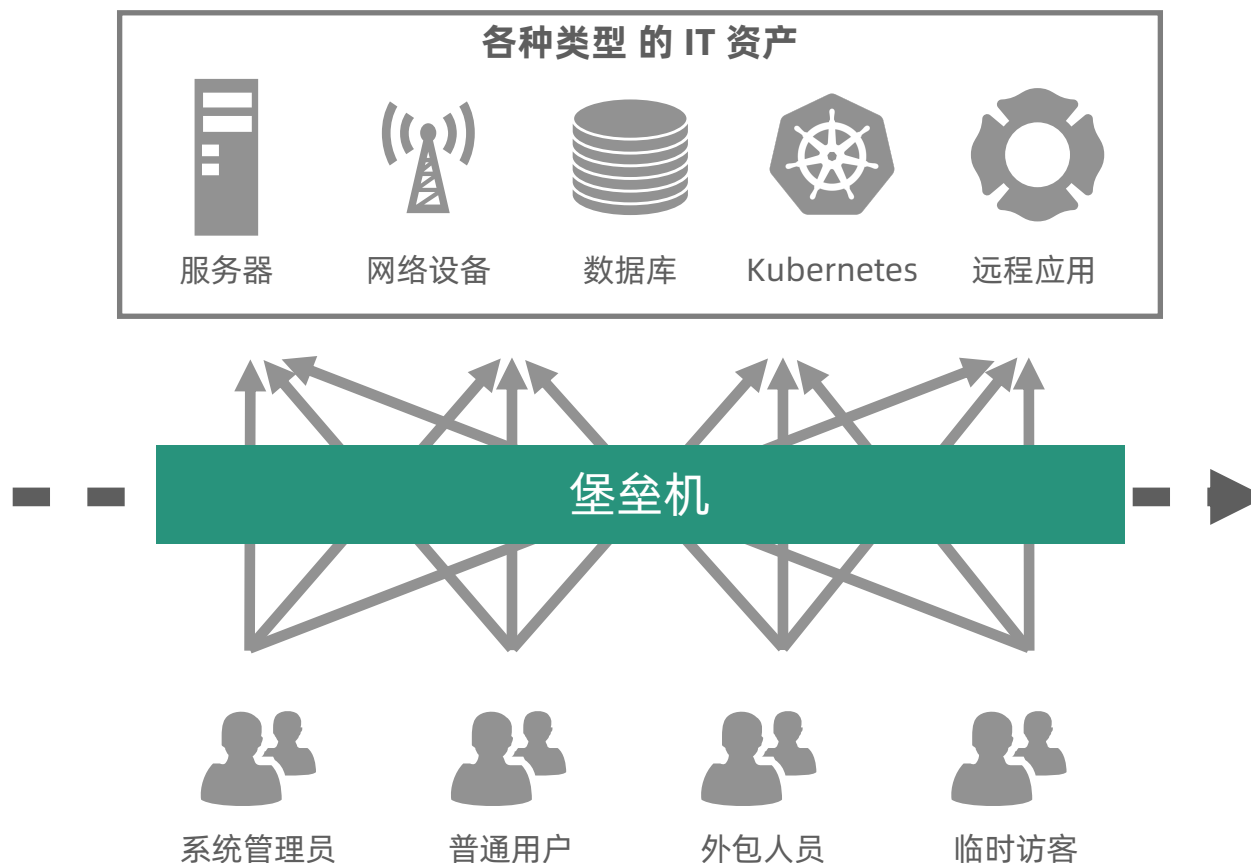 各种类型 的 IT 资产
服务器
网络设备
数据库
Kubernetes
远程应用
堡垒机
系统管理员
普通用户
外包人员
临时访客